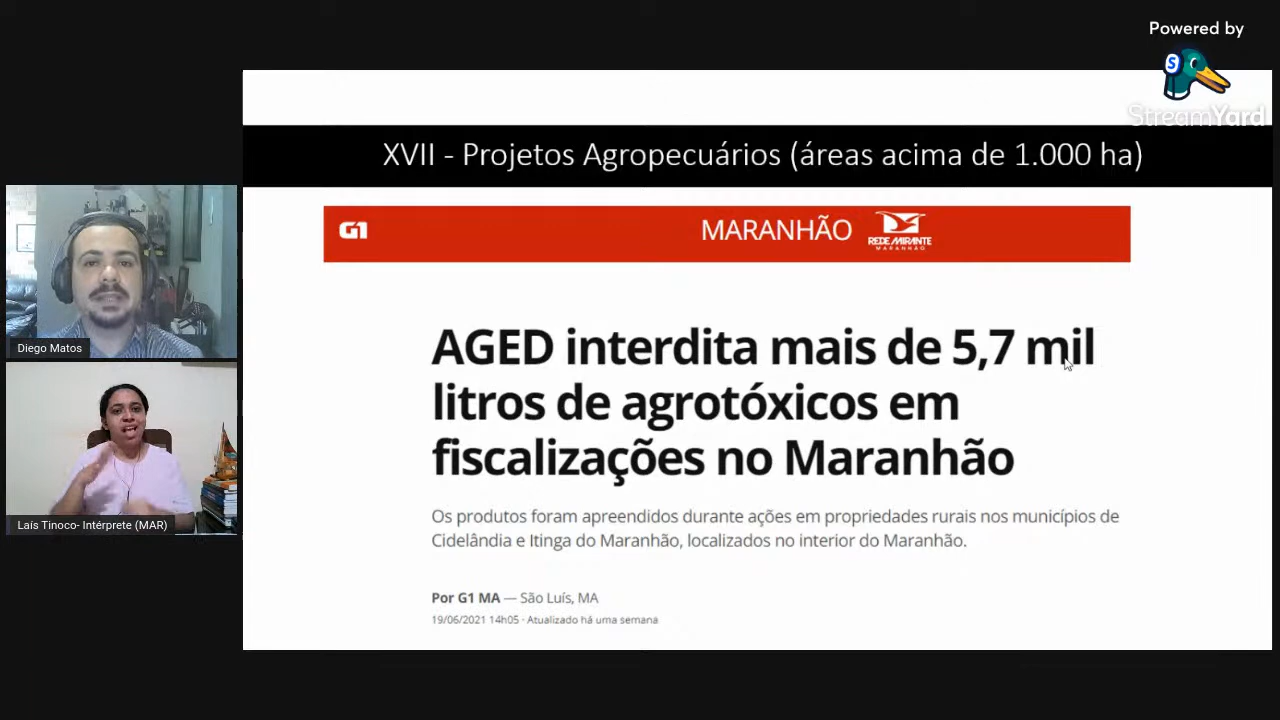 Powered by
StreamYard
XVII - Projetos Agropecuários (áreas acima de 1.000 ha)
G1
MARANHÃO
REDE MIRANTE
MARANHÃO
AGED interdita mais de 5,7 mil
litros de agrotóxicos em
fiscalizações no Maranhão
Os produtos foram apreendidos durante ações em propriedades rurais nos municípios de
Cidelândia e Itinga do Maranhão, localizados no interior do Maranhão.
Por G1 MA — São Luís, MA
19/06/2021 14h05 · Atualizado há uma semana
Diego Matos
Laís Tinoco- Intérprete (MAR)